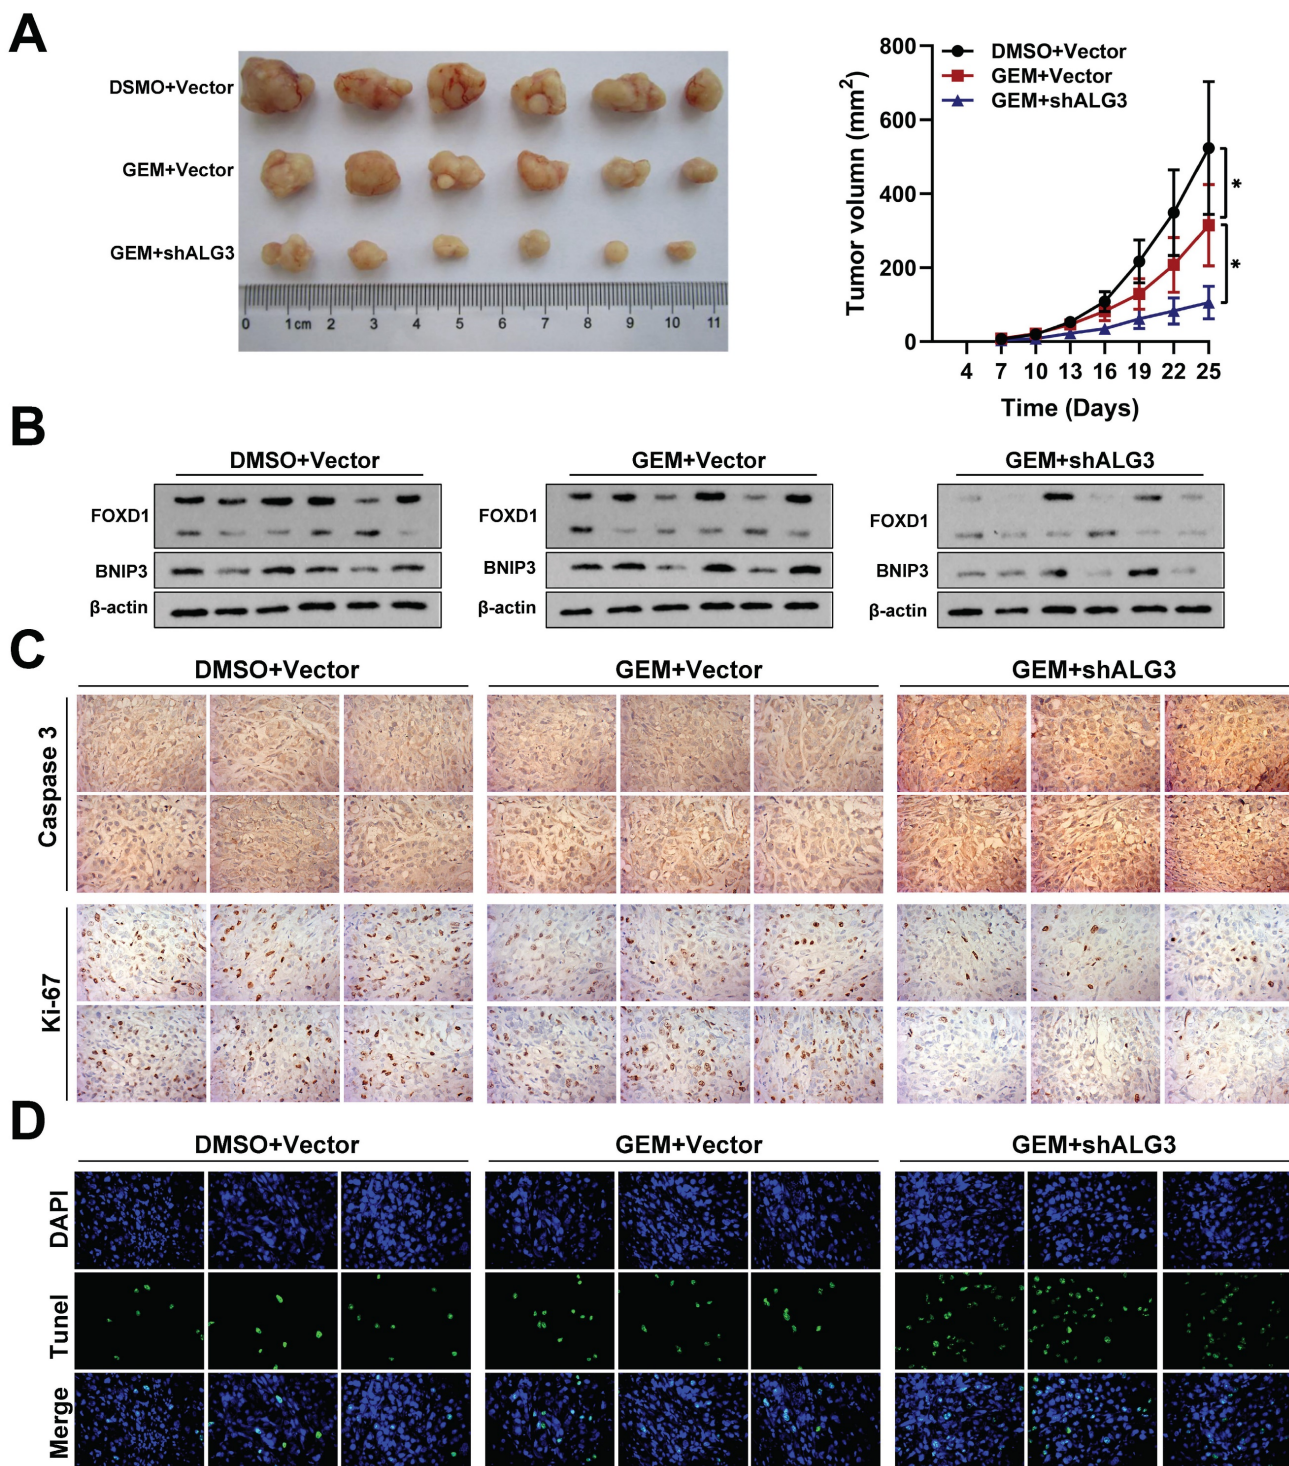 A
DSMO+Vector
GEM+Vector
GEM+shALG3
0 1cm 2 3 4 5 6 7 8 9 10 11
Tumor volumn (mm²)
800
600
400
200
0
DMSO+Vector
GEM+Vector
GEM+shALG3
*
*
4 7 10 13 16 19 22 25
Time (Days)
B
DMSO+Vector
GEM+Vector
GEM+shALG3
FOXD1
BNIP3
β-actin
FOXD1
BNIP3
β-actin
FOXD1
BNIP3
β-actin
C
DMSO+Vector
GEM+Vector
GEM+shALG3
Caspase 3
Ki-67
D
DMSO+Vector
GEM+Vector
GEM+shALG3
DAPI
Tunel
Merge